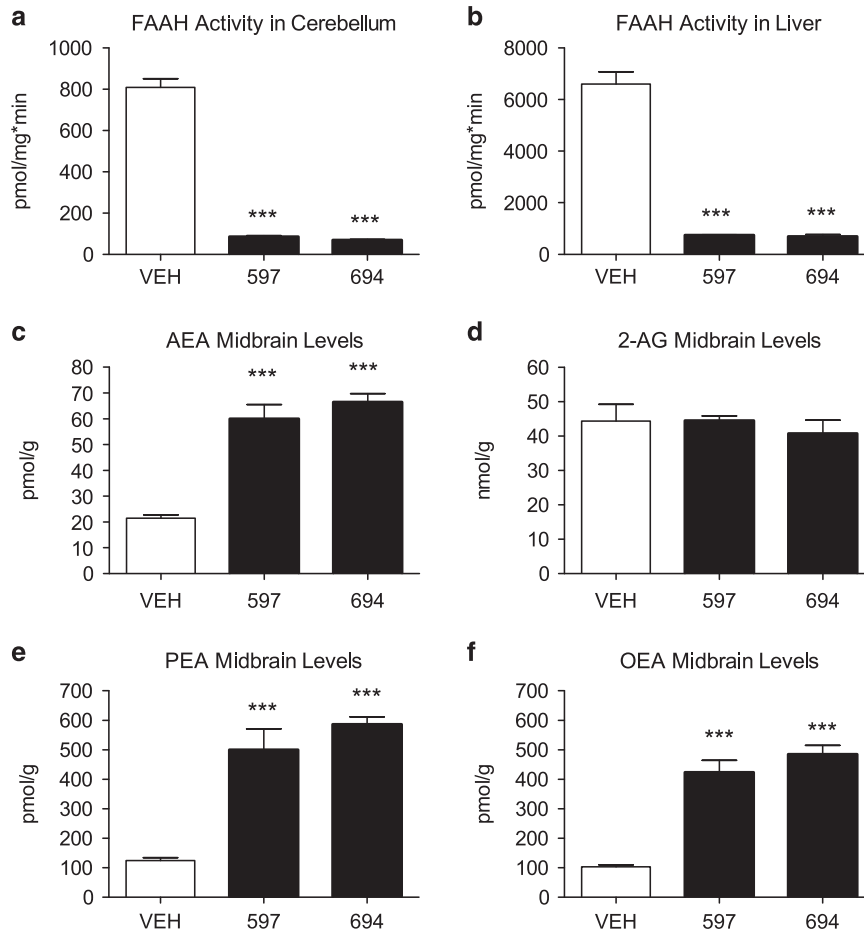 a
FAAH Activity in Cerebellum
pmol/mg*min
1000
800
600
400
200
0
***
***
VEH
597
694
b
FAAH Activity in Liver
pmol/mg*min
8000
6000
4000
2000
0
***
***
VEH
597
694
c
AEA Midbrain Levels
pmol/g
80
70
60
50
40
30
20
10
0
***
***
VEH
597
694
d
2-AG Midbrain Levels
nmol/g
60
50
40
30
20
10
0
VEH
597
694
e
PEA Midbrain Levels
pmol/g
700
600
500
400
300
200
100
0
***
***
VEH
597
694
f
OEA Midbrain Levels
pmol/g
700
600
500
400
300
200
100
0
***
***
VEH
597
694